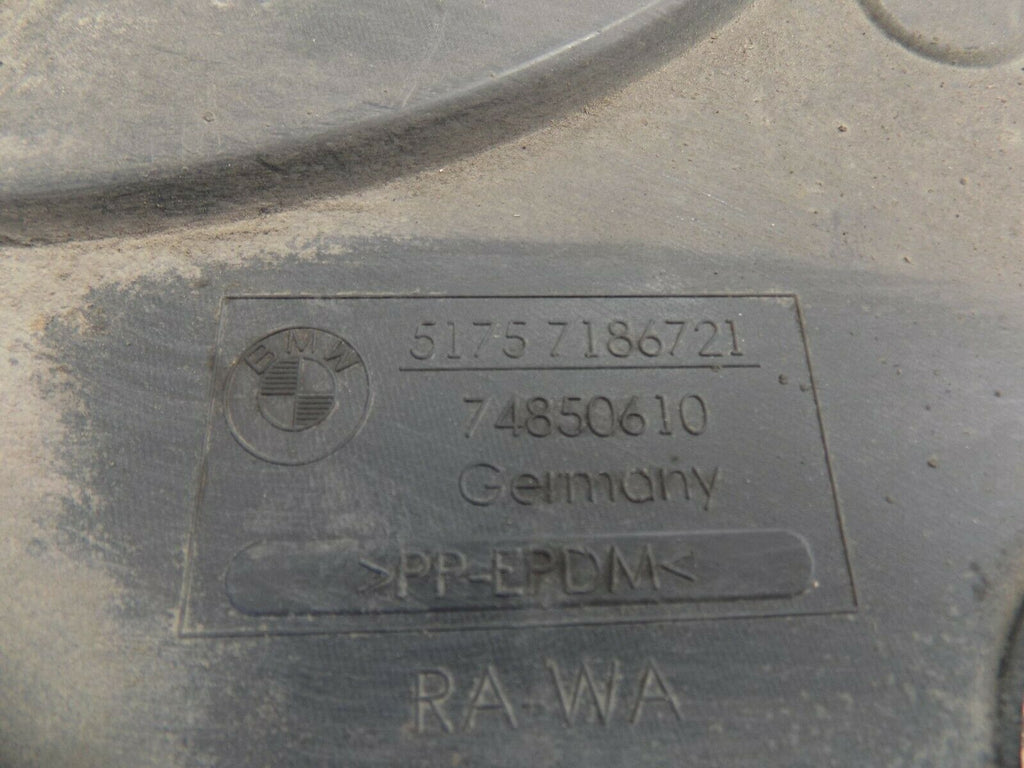 BMW
5175 7186721
74850610
Germany
>PP-EPDM<
RA-WA